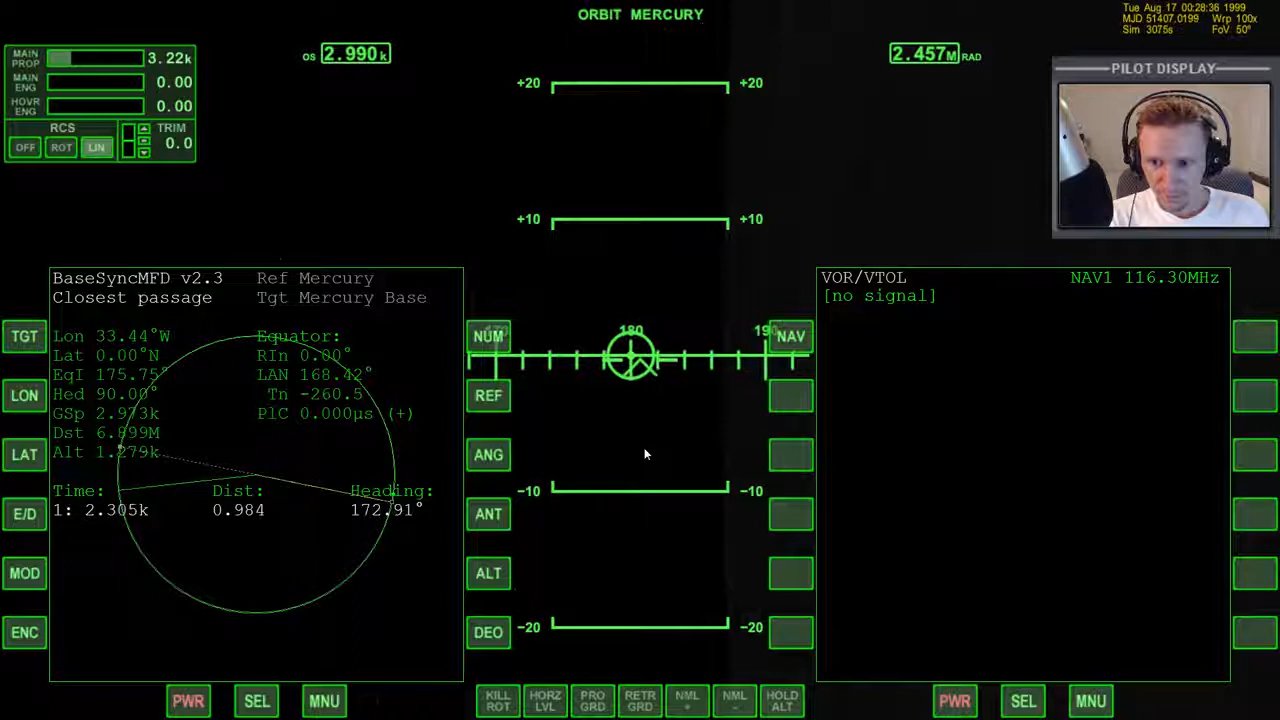 ORBIT MERCURY
Tue Aug 17 00:28:36 1999
MJD 51407.0199 Wrp 100x
Sim 3075s FoV 50°
MAIN PROP 3.22k
MAIN ENG 0.00
HOVR ENG 0.00
RCS TRIM
OFF ROT LIN 0.0
OS 2.990k
2.457M RAD
PILOT DISPLAY
+20 +20
+10 +10
180 190
-10 -10
-20 -20
BaseSyncMFD v2.3 Ref Mercury
Closest passage Tgt Mercury Base
Lon 33.44°W Equator:
Lat 0.00°N RIn 0.00°
EqI 175.75° LAN 168.42°
Hed 90.00° Tn -260.5
GSp 2.973k PlC 0.000µs (+)
Dst 6.899M
Alt 1.279k
Time: Dist: Heading:
1: 2.305k 0.984 172.91°
TGT
LON
LAT
E/D
MOD
ENC
NUM
REF
ANG
ANT
ALT
DEO
PWR SEL MNU
KILL ROT
HORZ LVL
PRO GRD
RETR GRD
NML +
NML -
HOLD ALT
NAV
VOR/VTOL NAV1 116.30MHz
[no signal]
PWR SEL MNU